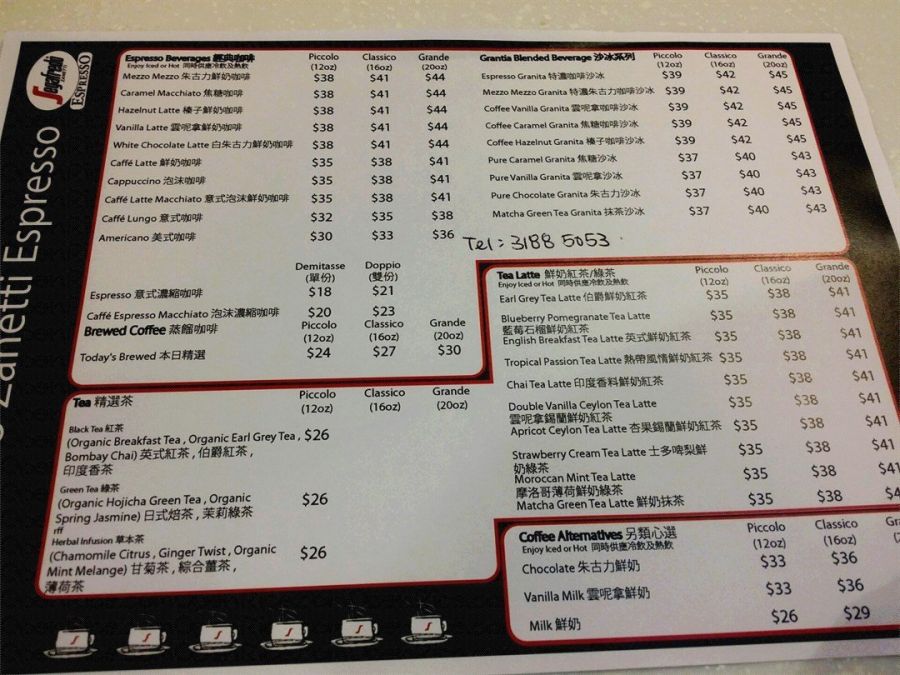 Segafredo
ZANETTI
ESPRESSO
Zanetti Espresso
Espresso Beverages 經典咖啡 Piccolo Classico Grande
Enjoy Iced or Hot 同時供應冷飲及熱飲 (12oz) (16oz) (20oz)
Mezzo Mezzo 朱古力鮮奶咖啡 $38 $41 $44
Caramel Macchiato 焦糖咖啡 $38 $41 $44
Hazelnut Latte 榛子鮮奶咖啡 $38 $41 $44
Vanilla Latte 雲呢拿鮮奶咖啡 $38 $41 $44
White Chocolate Latte 白朱古力鮮奶咖啡 $38 $41 $44
Caffé Latte 鮮奶咖啡 $35 $38 $41
Cappuccino 泡沫咖啡 $35 $38 $41
Caffé Latte Macchiato 意式泡沫鮮奶咖啡 $35 $38 $41
Caffé Lungo 意式咖啡 $32 $35 $38
Americano 美式咖啡 $30 $33 $36
Demitasse Doppio
(單份) (雙份)
Espresso 意式濃縮咖啡 $18 $21
Caffé Espresso Macchiato 泡沫濃縮咖啡 $20 $23
Brewed Coffee 蒸餾咖啡 Piccolo Classico Grande
(12oz) (16oz) (20oz)
Today's Brewed 本日精選 $24 $27 $30
Grantia Blended Beverage 沙冰系列 Piccolo Classico Grande
(12oz) (16oz) (20oz)
Espresso Granita 特濃咖啡沙冰 $39 $42 $45
Mezzo Mezzo Granita 特濃朱古力咖啡沙冰 $39 $42 $45
Coffee Vanilla Granita 雲呢拿咖啡沙冰 $39 $42 $45
Coffee Caramel Granita 焦糖咖啡沙冰 $39 $42 $45
Coffee Hazelnut Granita 榛子咖啡沙冰 $39 $42 $45
Pure Caramel Granita 焦糖沙冰 $37 $40 $43
Pure Vanilla Granita 雲呢拿沙冰 $37 $40 $43
Pure Chocolate Granita 朱古力沙冰 $37 $40 $43
Matcha Green Tea Granita 抹茶沙冰 $37 $40 $43
Tel: 3188 5053
Tea Latte 鮮奶紅茶/綠茶 Piccolo Classico Grande
Enjoy Iced or Hot 同時供應冷飲及熱飲 (12oz) (16oz) (20oz)
Earl Grey Tea Latte 伯爵鮮奶紅茶 $35 $38 $41
Blueberry Pomegranate Tea Latte $35 $38 $41
藍莓石榴鮮奶紅茶
English Breakfast Tea Latte 英式鮮奶紅茶 $35 $38 $41
Tropical Passion Tea Latte 熱帶風情鮮奶紅茶 $35 $38 $41
Chai Tea Latte 印度香料鮮奶紅茶 $35 $38 $41
Double Vanilla Ceylon Tea Latte $35 $38 $41
雲呢拿錫蘭鮮奶紅茶
Apricot Ceylon Tea Latte 杏果錫蘭鮮奶紅茶 $35 $38 $41
Strawberry Cream Tea Latte 士多啤梨鮮 $35 $38 $41
奶綠茶
Moroccan Mint Tea Latte $35 $38 $41
摩洛哥薄荷鮮奶綠茶
Matcha Green Tea Latte 鮮奶抹茶 $35 $38 $4
Tea 精選茶 Piccolo Classico Grande
(12oz) (16oz) (20oz)
Black Tea 紅茶
(Organic Breakfast Tea , Organic Earl Grey Tea , $26
Bombay Chai) 英式紅茶 , 伯爵紅茶 ,
印度香茶
Green Tea 綠茶
(Organic Hojicha Green Tea , Organic $26
Spring Jasmine) 日式焙茶 , 茉莉綠茶
rff
Herbal Infusion 草本茶
(Chamomile Citrus , Ginger Twist , Organic $26
Mint Melange) 甘菊茶 , 綜合薑茶 ,
薄荷茶
Coffee Alternatives 另類心選 Piccolo Classico Gra
Enjoy Iced or Hot 同時供應冷飲及熱飲 (12oz) (16oz) (2
Chocolate 朱古力鮮奶 $33 $36
Vanilla Milk 雲呢拿鮮奶 $33 $36
Milk 鮮奶 $26 $29